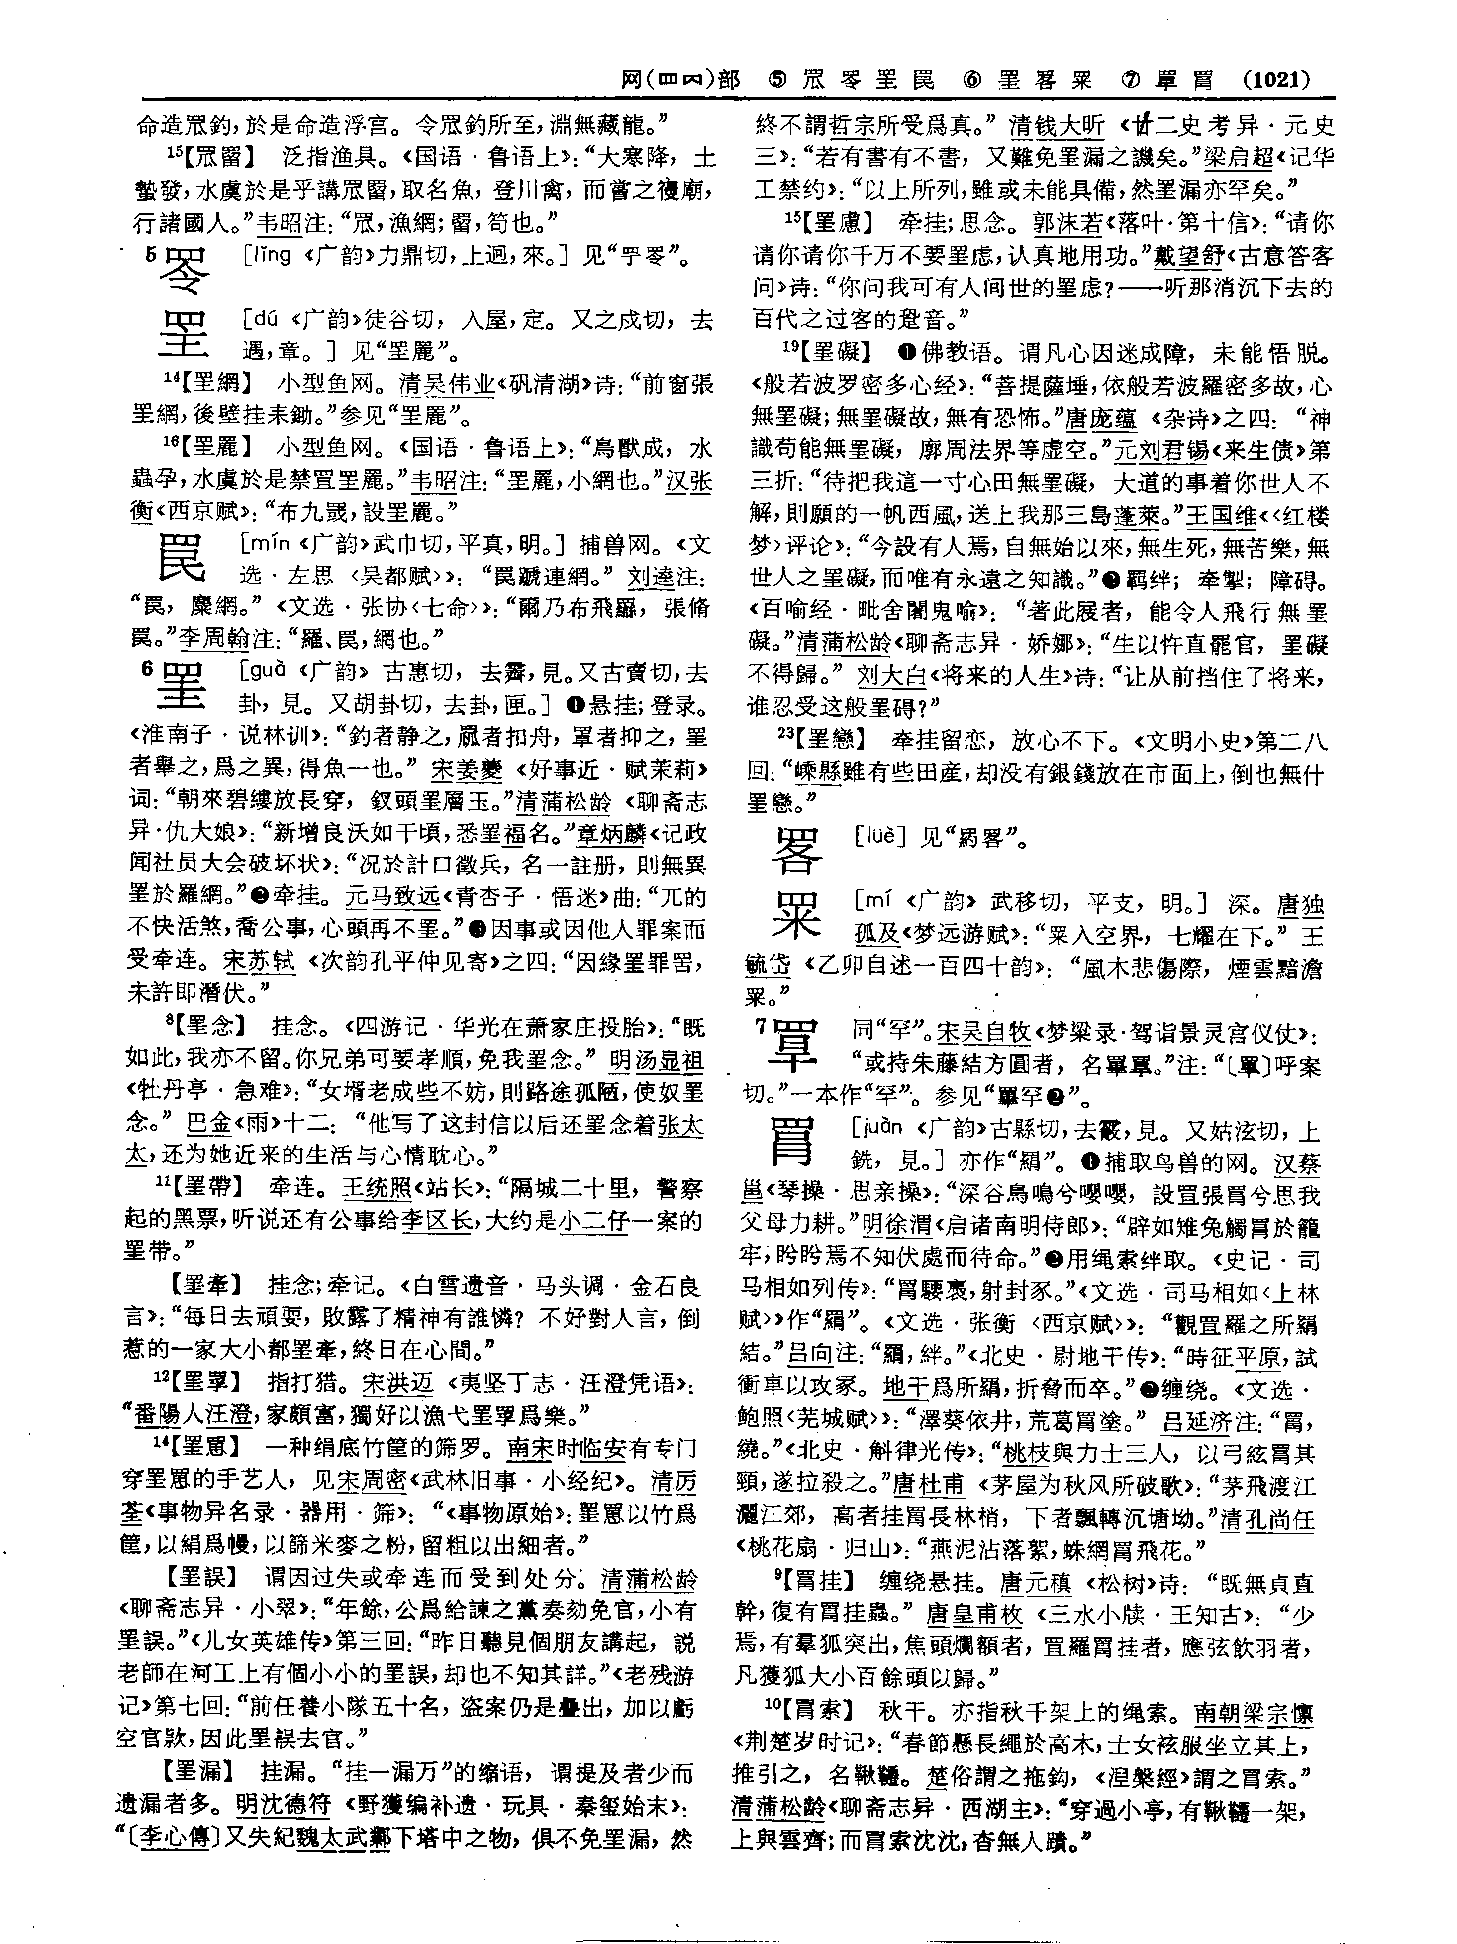 网(罒㓁)部 ⑤ 罛 䍥 罜 罠 ⑥ 罣 䍎 罙 ⑦ 罩 罥 (1021)
命造罛釣，於是命造浮宫。令罛釣所至，淵無藏龍。”
15【罛罶】 泛指渔具。《国语·鲁语上》：“大寒降，土
蟄發，水虞於是乎講罛罶，取名魚，登川禽，而嘗之寢廟，
行諸國人。”韦昭注：“罛，漁網；罶，笱也。”
[lǐng 《广韵》力鼎切，上迥，來。]
[dú 《广韵》徒谷切，入屋，定。又之戍切，去
遇，章。] 见“罜䍡”。
14【罜網】 小型鱼网。清吴伟业《矾清湖》诗：“前窗張
罜網，後壁挂耒鋤。”参见“罜䍡”。
16【罜䍡】 小型鱼网。《国语·鲁语上》：“鳥獸成，水
蟲孕，水虞於是禁罝罜䍡。”韦昭注：“罜䍡，小網也。”汉张
衡《西京赋》：“布九罭，設罜䍡。”
罠 [mín 《广韵》武巾切，平真，明。] 捕兽网。《文
选·左思〈吴都赋〉》：“罠蹏連網。” 刘逵注：
“罠，麋網。”《文选·张协〈七命〉》：“爾乃布飛羉，張脩
罠。”李周翰注：“羅、罠，網也。”
6 罣 [guà 《广韵》 古惠切，去霽，見。又古賣切，去
卦，見。又胡卦切，去卦，匣。] ❶悬挂；登录。
《淮南子·说林训》：“釣者静之，罛者扣舟，罩者抑之，罣
者舉之，爲之異，得魚一也。” 宋姜夔《好事近·赋茉莉》
词：“朝來碧縷放長穿，釵頭罣層玉。”清蒲松龄《聊斋志
异·仇大娘》：“新增良沃如干頃，悉罣福名。”章炳麟《记政
闻社员大会破坏状》：“况於計口徵兵，名一註册，則無異
罣於羅網。”❷牵挂。元马致远《青杏子·悟迷》曲：“兀的
不快活煞，喬公事，心頭再不罣。”❸因事或因他人罪案而
受牵连。宋苏轼《次韵孔平仲见寄》之四：“因緣罣罪罟，
未許即潛伏。”
8【罣念】 挂念。《四游记·华光在萧家庄投胎》：“既
如此，我亦不留。你兄弟可要孝順，免我罣念。” 明汤显祖
《牡丹亭·急难》：“女壻老成些不妨，則路途孤陋，使奴罣
念。” 巴金《雨》十二：“他写了这封信以后还罣念着张太
太，还为她近来的生活与心情耽心。”
11【罣帶】 牵连。王统照《站长》：“隔城二十里，警察
起的黑票，听说还有公事给李区长，大约是小二仔一案的
罣带。”
【罣牽】 挂念；牵记。《白雪遗音·马头调·金石良
言》：“每日去頑耍，敗露了精神有誰憐？不好對人言，倒
惹的一家大小都罣牽，終日在心間。”
12【罣罦】 指打猎。宋洪迈《夷坚丁志·汪澄凭语》：
“番陽人汪澄，家頗富，獨好以漁弋罣罦爲樂。”
14【罣罳】 一种绢底竹筐的筛罗。南宋时临安有专门
穿罣罳的手艺人，见宋周密《武林旧事·小经纪》。清厉
荃《事物异名录·器用·筛》：“《事物原始》：罣罳以竹爲
筐，以絹爲幔，以篩米麥之粉，留粗以出細者。”
【罣誤】 谓因过失或牵连而受到处分。清蒲松龄
《聊斋志异·小翠》：“年餘，公爲給諫之黨奏劾免官，小有
罣誤。”《儿女英雄传》第三回：“昨日聽見個朋友講起，説
老師在河工上有個小小的罣誤，却也不知其詳。”《老残游
记》第七回：“前任養小隊五十名，盗案仍是疊出，加以虧
空官款，因此罣誤去官。”
【罣漏】 挂漏。“挂一漏万”的缩语，谓提及者少而
遗漏者多。明沈德符《野獲编补遗·玩具·秦玺始末》：
“〔李心傳〕又失紀魏太武鄴下塔中之物，俱不免罣漏，然
終不謂哲宗所受爲真。” 清钱大昕《廿二史考异·元史
三》：“若有書有不書，又難免罣漏之譏矣。”梁启超《记华
工禁约》：“以上所列，雖或未能具備，然罣漏亦罕矣。”
15【罣慮】 牵挂；思念。郭沫若《落叶·第十信》：“请你
请你请你千万不要罣虑，认真地用功。”戴望舒《古意答客
问》诗：“你问我可有人间世的罣虑？——听那消沉下去的
百代之过客的跫音。”
19【罣礙】 ❶佛教语。谓凡心因迷成障，未能悟脱。
《般若波罗密多心经》：“菩提薩埵，依般若波羅密多故，心
無罣礙；無罣礙故，無有恐怖。”唐庞蕴《杂诗》之四：“神
識苟能無罣礙，廓周法界等虚空。”元刘君锡《来生债》第
三折：“待把我這一寸心田無罣礙，大道的事着你世人不
解，則願的一帆西風，送上我那三島蓬萊。”王国维《〈红楼
梦〉评论》：“今設有人焉，自無始以來，無生死，無苦樂，無
世人之罣礙，而唯有永遠之知識。”❷羁绊；牵掣；障碍。
《百喻经·毗舍闍鬼喻》：“著此屐者，能令人飛行無罣
礙。”清蒲松龄《聊斋志异·娇娜》：“生以忤直罷官，罣礙
不得歸。” 刘大白《将来的人生》诗：“让从前挡住了将来，
谁忍受这般罣碍？”
23【罣戀】 牵挂留恋，放心不下。《文明小史》第二八
回：“嵊縣雖有些田産，却没有銀錢放在市面上，倒也無什
罣戀。”
[lüè]
罙 [mí 《广韵》 武移切，平支，明。] 深。唐独
孤及《梦远游赋》：“罙入空界，七耀在下。” 王
毓岱《乙卯自述一百四十韵》：“風木悲傷際，煙雲黯澹
罙。”
7 同“罕”。宋吴自牧《梦粱录·驾诣景灵宫仪仗》：
“或持朱藤結方圓者，名
切。”一本作“罕”。参见“罼罕❷”。
罥 [juàn 《广韵》古縣切，去霰，見。又姑泫切，上
銑，見。] 亦作“羂”。❶捕取鸟兽的网。汉蔡
邕《琴操·思亲操》：“深谷鳥鳴兮嚶嚶，設罝張罥兮思我
父母力耕。”明徐渭《启诸南明侍郎》：“辟如雉兔觸罥於籠
牢，盻盻焉不知伏處而待命。”❷用绳索绊取。《史记·司
马相如列传》：“罥騕褭，射封豕。”《文选·司马相如〈上林
赋〉》作“羂”。《文选·张衡〈西京赋〉》：“觀罝羅之所羂
結。”吕向注：“羂，絆。”《北史·尉地干传》：“時征平原，試
衝車以攻冢。地干爲所羂，折脅而卒。”❸缠绕。《文选·
鲍照〈芜城赋〉》：“澤葵依井，荒葛罥塗。” 吕延济注：“罥，
繞。”《北史·斛律光传》：“桃枝與力士三人，以弓絃罥其
頸，遂拉殺之。”唐杜甫《茅屋为秋风所破歌》：“茅飛渡江
灑江郊，高者挂罥長林梢，下者飄轉沉塘坳。”清孔尚任
《桃花扇·归山》：“燕泥沾落絮，蛛網罥飛花。”
9【罥挂】 缠绕悬挂。唐元稹《松树》诗：“既無貞直
幹，復有罥挂蟲。” 唐皇甫枚《三水小牍·王知古》：“少
焉，有羣狐突出，焦頭爛額者，罝羅罥挂者，應弦飲羽者，
凡獲狐大小百餘頭以歸。”
10【罥索】 秋千。亦指秋千架上的绳索。南朝梁宗懔
《荆楚岁时记》：“春節懸長繩於高木，士女袨服坐立其上，
推引之，名鞦韆。楚俗謂之拖鈎，《涅槃經》謂之罥索。”
清蒲松龄《聊斋志异·西湖主》：“穿過小亭，有鞦韆一架，
上與雲齊；而罥索沈沈，杳無人蹟。”